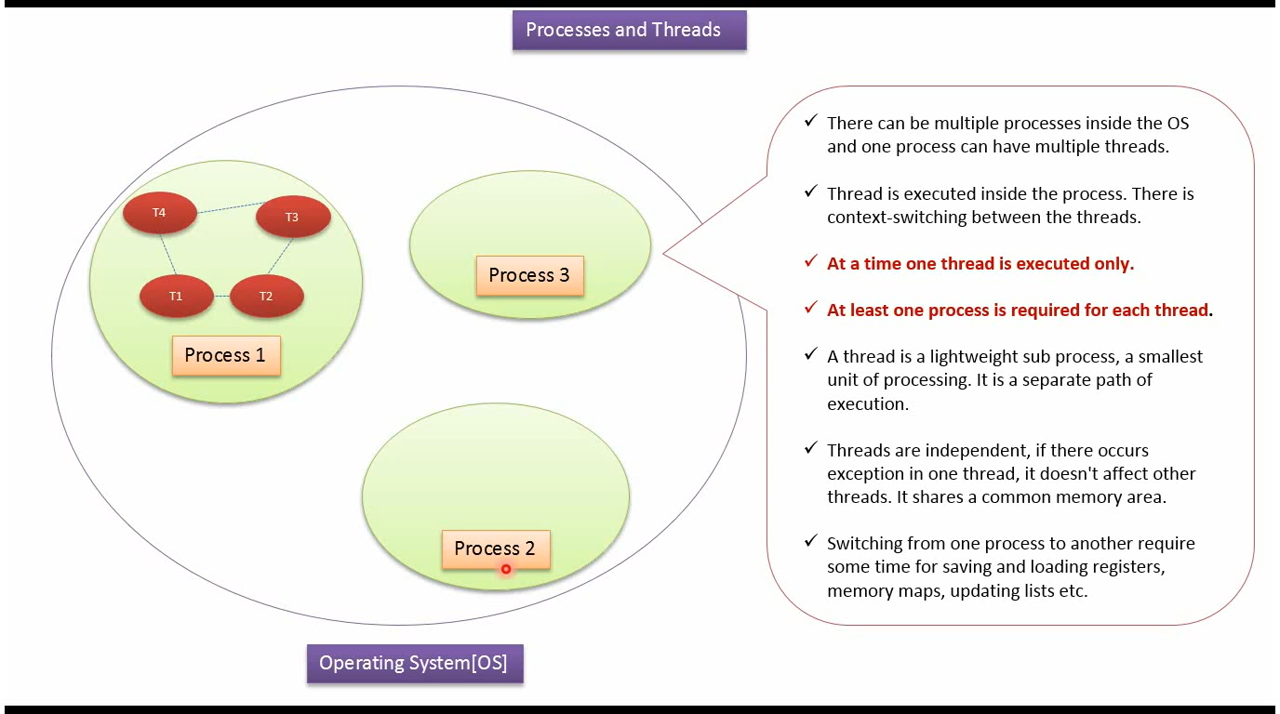 Processes and Threads
T4
T3
T1
T2
Process 1
Process 3
Process 2
Operating System[OS]
✓ There can be multiple processes inside the OS
and one process can have multiple threads.
✓ Thread is executed inside the process. There is
context-switching between the threads.
✓ At a time one thread is executed only.
✓ At least one process is required for each thread.
✓ A thread is a lightweight sub process, a smallest
unit of processing. It is a separate path of
execution.
✓ Threads are independent, if there occurs
exception in one thread, it doesn't affect other
threads. It shares a common memory area.
✓ Switching from one process to another require
some time for saving and loading registers,
memory maps, updating lists etc.